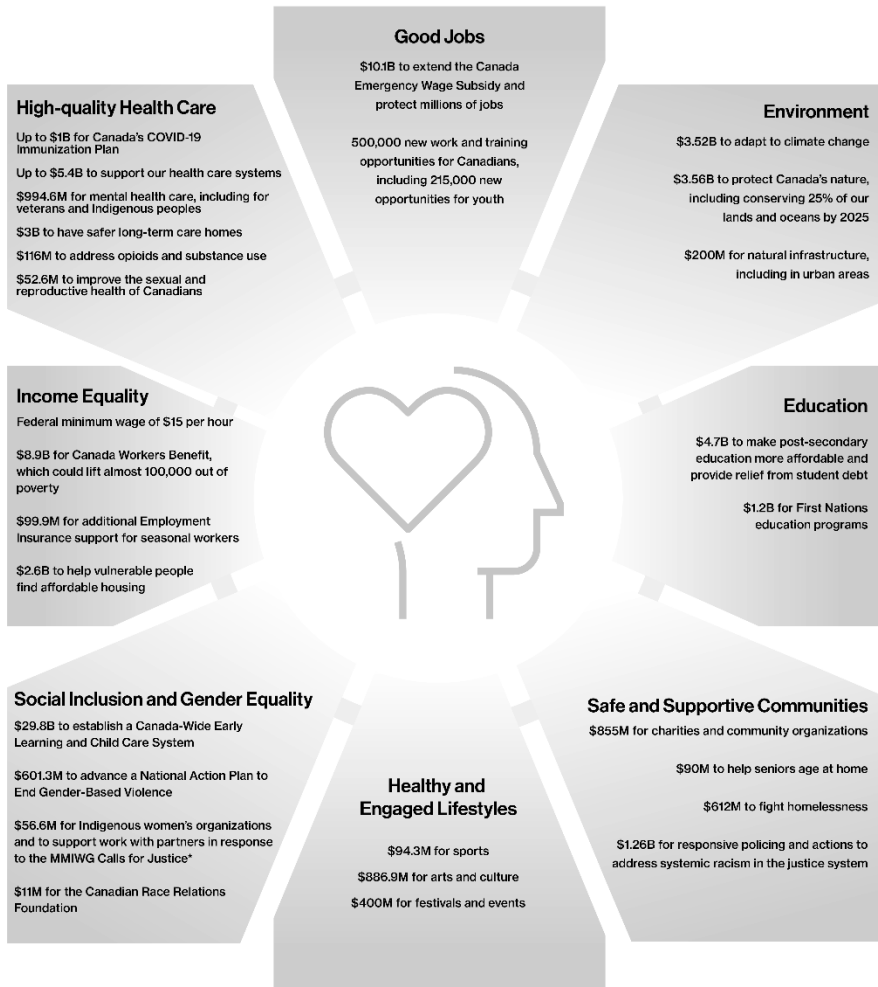 Good Jobs
$10.1B to extend the Canada
Emergency Wage Subsidy and
protect millions of jobs
500,000 new work and training
opportunities for Canadians,
including 215,000 new
opportunities for youth
High-quality Health Care
Up to $1B for Canada's COVID-19
Immunization Plan
Up to $5.4B to support our health care systems
$994.6M for mental health care, including for
veterans and Indigenous peoples
$3B to have safer long-term care homes
$116M to address opioids and substance use
$52.6M to improve the sexual and
reproductive health of Canadians
Environment
$3.52B to adapt to climate change
$3.56B to protect Canada's nature,
including conserving 25% of our
lands and oceans by 2025
$200M for natural infrastructure,
including in urban areas
Income Equality
Federal minimum wage of $15 per hour
$8.9B for Canada Workers Benefit,
which could lift almost 100,000 out of
poverty
$99.9M for additional Employment
Insurance support for seasonal workers
$2.6B to help vulnerable people
find affordable housing
Education
$4.7B to make post-secondary
education more affordable and
provide relief from student debt
$1.2B for First Nations
education programs
Social Inclusion and Gender Equality
$29.8B to establish a Canada-Wide Early
Learning and Child Care System
$601.3M to advance a National Action Plan to
End Gender-Based Violence
$56.6M for Indigenous women's organizations
and to support work with partners in response
to the MMIWG Calls for Justice*
$11M for the Canadian Race Relations
Foundation
Healthy and
Engaged Lifestyles
$94.3M for sports
$886.9M for arts and culture
$400M for festivals and events
Safe and Supportive Communities
$855M for charities and community organizations
$90M to help seniors age at home
$612M to fight homelessness
$1.26B for responsive policing and actions to
address systemic racism in the justice system